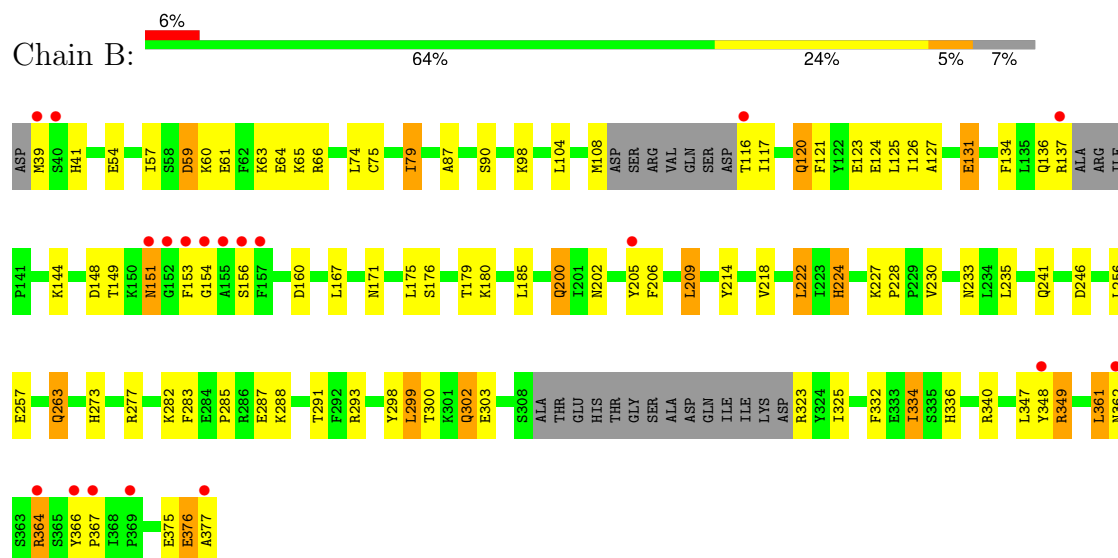 6%
Chain B:
64% 24% 5% 7%
ASP M39 S40 H41 E54 I57 S58 D59 K60 E61 F62 K63 E64 K65 R66 L74 C75 I79 A87 S90 K98 L104 M108 ASP SER ARG VAL GLN SER ASP T116 I117 Q120 F121 Y122 E123 E124 L125 I126 A127 E131 F134 L135 Q136 R137 ALA ARG ILE
P141 K144 D148 T149 K150 N151 G152 F153 G154 A155 S156 F157 D160 L167 N171 L175 S176 T179 K180 L185 Q200 I201 N202 Y205 F206 L209 Y214 V218 L222 I223 H224 K227 P228 P229 V230 N233 L234 L235 Q241 D246 L256
E257 Q263 H273 R277 K282 F283 E284 P285 R286 E287 K288 T291 F292 R293 Y298 L299 T300 K301 Q302 E303 S308 ALA THR GLU HIS THR GLY SER ALA ASP GLN ILE ILE LYS ASP R323 Y324 I325 F332 E333 I334 S335 H336 R340 L347 Y348 R349 L361
S363 R364 S365 Y366 P367 I368 P369 E375 E376 A377